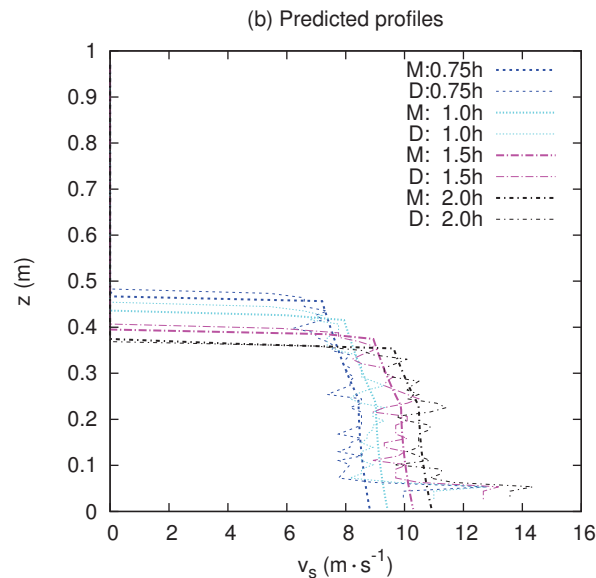 (b) Predicted profiles
1
0.9
0.8
0.7
0.6
0.5
0.4
0.3
0.2
0.1
0
z (m)
M:0.75h
D:0.75h
M: 1.0h
D: 1.0h
M: 1.5h
D: 1.5h
M: 2.0h
D: 2.0h
0 2 4 6 8 10 12 14 16
v_s (m · s⁻¹)